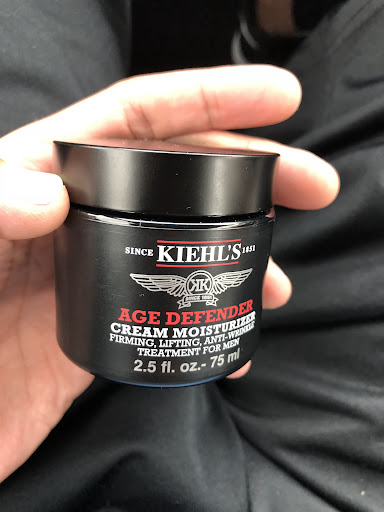 SINCE KIEHL'S 1851
KK
SINCE 1851
AGE DEFENDER
CREAM MOISTURIZER
FIRMING, LIFTING, ANTI-WRINKLE
TREATMENT FOR MEN
2.5 fl. oz.- 75 ml